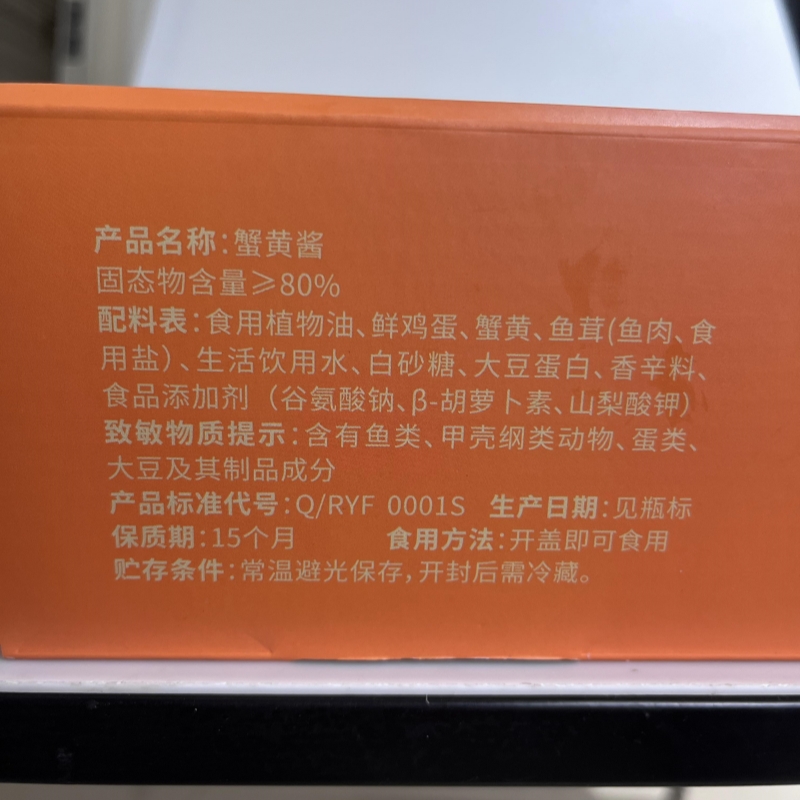 产品名称:蟹黄酱
固态物含量≥80%
配料表:食用植物油、鲜鸡蛋、蟹黄、鱼茸(鱼肉、食
用盐)、生活饮用水、白砂糖、大豆蛋白、香辛料、
食品添加剂（谷氨酸钠、β-胡萝卜素、山梨酸钾）
致敏物质提示:含有鱼类、甲壳纲类动物、蛋类、
大豆及其制品成分
产品标准代号:Q/RYF 0001S 生产日期:见瓶标
保质期:15个月 食用方法:开盖即可食用
贮存条件:常温避光保存,开封后需冷藏。